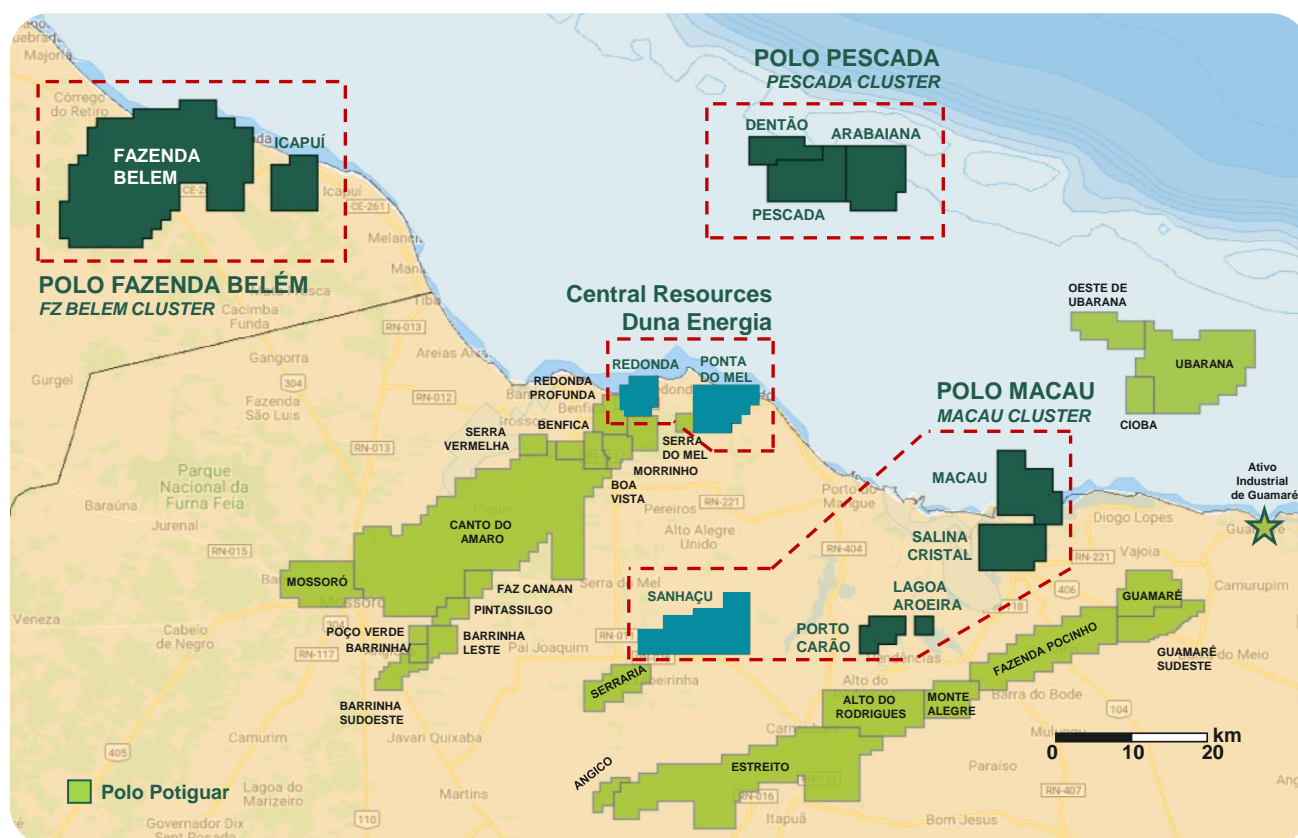 POLO PESCADA
PESCADA CLUSTER
DENTÃO
ARABAIANA
PESCADA
Córrego
do Retiro
FAZENDA
BELEM
ICAPUÍ
Icapuí
CE-261
Melancia
POLO FAZENDA BELÉM
FZ BELEM CLUSTER
Cacimba
Funda
Tiba
RN-013
Areias Alv
Gangorra
304
Gurgel
Fazenda
São Luis
RN-012
RN-013
Central Resources
Duna Energia
REDONDA
PONTA
DO MEL
REDONDA
PROFUNDA
BENFICA
SERRA
VERMELHA
SERRA
DO MEL
MORRINHO
BOA
VISTA
OESTE DE
UBARANA
UBARANA
CIOBA
POLO MACAU
MACAU CLUSTER
MACAU
SALINA
CRISTAL
Ativo
Industrial
de Guamaré
Parque
Nacional da
Furna Feia
Baraúna
Jurenal
RN-015
RN-221
Pereiros
Alto Alegre
Unido
Porto do
Mangue
RN-404
Diogo Lopes
RN-221
Vajoia
406
Camurupim
CANTO DO
AMARO
MOSSORÓ
Mossoró
FAZ CANAAN
Serra do Mel
PINTASSILGO
POÇO VERDE
BARRINHA/
BARRINHA
LESTE
BARRINHA
SUDOESTE
SANHAÇU
LAGOA
AROEIRA
PORTO
CARÃO
GUAMARÉ
FAZENDA POCINHO
GUAMARÉ
SUDESTE
Veneza
Cabelo
de Negro
RN-117
Pai Joaquim
SERRARIA
ALTO DO
RODRIGUES
MONTE
ALEGRE
Barra do Bode
104
Mulungu
Camurim
Javari Quixaba
405
ANGICO
ESTREITO
km
0 10 20
Paraíso
RN-407
RN-016
Itapuã
Bom Jesus
Polo Potiguar
Lagoa do
Marizeiro
Martins
110
Governador Dix
Sept Rosado